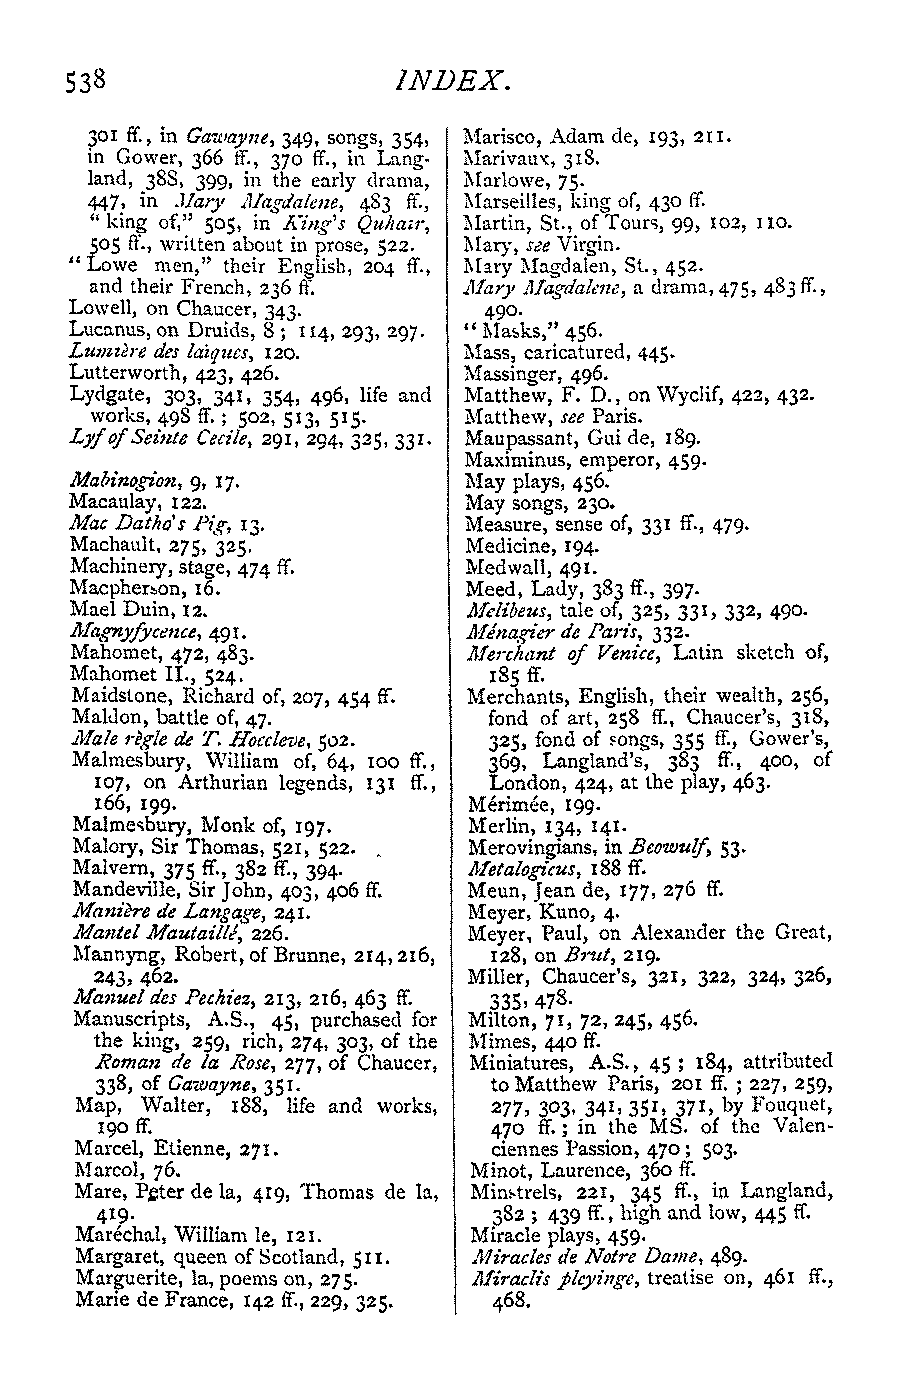 538
INDEX.
301 ff., in Gawayne, 349, songs, 354,
in Gower, 366 ff., 370 ff., in Lang-
land, 388, 399, in the early drama,
447, in Mary Magdalene, 483 ff.,
"king of," 505, in King's Quhair,
505 ff., written about in prose, 522.
"Lowe men," their English, 204 ff.,
and their French, 236 ff.
Lowell, on Chaucer, 343.
Lucanus, on Druids, 8; 114, 293, 297.
Lumière des laïques, 120.
Lutterworth, 423, 426.
Lydgate, 303, 341, 354, 496, life and
works, 498 ff.; 502, 513, 515.
Lyf of Seinte Cecile, 291, 294, 325, 331.
Mabinogion, 9, 17.
Macaulay, 122.
Mac Datho's Pig, 13.
Machault, 275, 325.
Machinery, stage, 474 ff.
Macpherson, 16.
Mael Duin, 12.
Magnyfycence, 491.
Mahomet, 472, 483.
Mahomet II., 524.
Maidstone, Richard of, 207, 454 ff.
Maldon, battle of, 47.
Male règle de T. Hoccleve, 502.
Malmesbury, William of, 64, 100 ff.,
107, on Arthurian legends, 131 ff.,
166, 199.
Malmesbury, Monk of, 197.
Malory, Sir Thomas, 521, 522.
Malvern, 375 ff., 382 ff., 394.
Mandeville, Sir John, 403, 406 ff.
Manière de Langage, 241.
Mantel Mautaillé, 226.
Mannyng, Robert, of Brunne, 214, 216,
243, 462.
Manuel des Pechiez, 213, 216, 463 ff.
Manuscripts, A.S., 45, purchased for
the king, 259, rich, 274, 303, of the
Roman de la Rose, 277, of Chaucer,
338, of Gawayne, 351.
Map, Walter, 188, life and works,
190 ff.
Marcel, Etienne, 271.
Marcol, 76.
Mare, Peter de la, 419, Thomas de la,
419.
Maréchal, William le, 121.
Margaret, queen of Scotland, 511.
Marguerite, la, poems on, 275.
Marie de France, 142 ff., 229, 325.
Marisco, Adam de, 193, 211.
Marivaux, 318.
Marlowe, 75.
Marseilles, king of, 430 ff.
Martin, St., of Tours, 99, 102, 110.
Mary, see Virgin.
Mary Magdalen, St., 452.
Mary Magdalene, a drama, 475, 483 ff.,
490.
"Masks," 456.
Mass, caricatured, 445.
Massinger, 496.
Matthew, F. D., on Wyclif, 422, 432.
Matthew, see Paris.
Maupassant, Gui de, 189.
Maximinus, emperor, 459.
May plays, 456.
May songs, 230.
Measure, sense of, 331 ff., 479.
Medicine, 194.
Medwall, 491.
Meed, Lady, 383 ff., 397.
Melibeus, tale of, 325, 331, 332, 490.
Ménagier de Paris, 332.
Merchant of Venice, Latin sketch of,
185 ff.
Merchants, English, their wealth, 256,
fond of art, 258 ff., Chaucer's, 318,
325, fond of songs, 355 ff., Gower's,
369, Langland's, 383 ff., 400, of
London, 424, at the play, 463.
Mérimée, 199.
Merlin, 134, 141.
Merovingians, in Beowulf, 53.
Metalogicus, 188 ff.
Meun, Jean de, 177, 276 ff.
Meyer, Kuno, 4.
Meyer, Paul, on Alexander the Great,
128, on Brut, 219.
Miller, Chaucer's, 321, 322, 324, 326,
335, 478.
Milton, 71, 72, 245, 456.
Mimes, 440 ff.
Miniatures, A.S., 45; 184, attributed
to Matthew Paris, 201 ff.; 227, 259,
277, 303, 341, 351, 371, by Fouquet,
470 ff.; in the MS. of the Valen-
ciennes Passion, 470; 503.
Minot, Laurence, 360 ff.
Minstrels, 221, 345 ff., in Langland,
382; 439 ff., high and low, 445 ff.
Miracle plays, 459.
Miracles de Notre Dame, 489.
Miraclis pleyinge, treatise on, 461 ff.,
468.